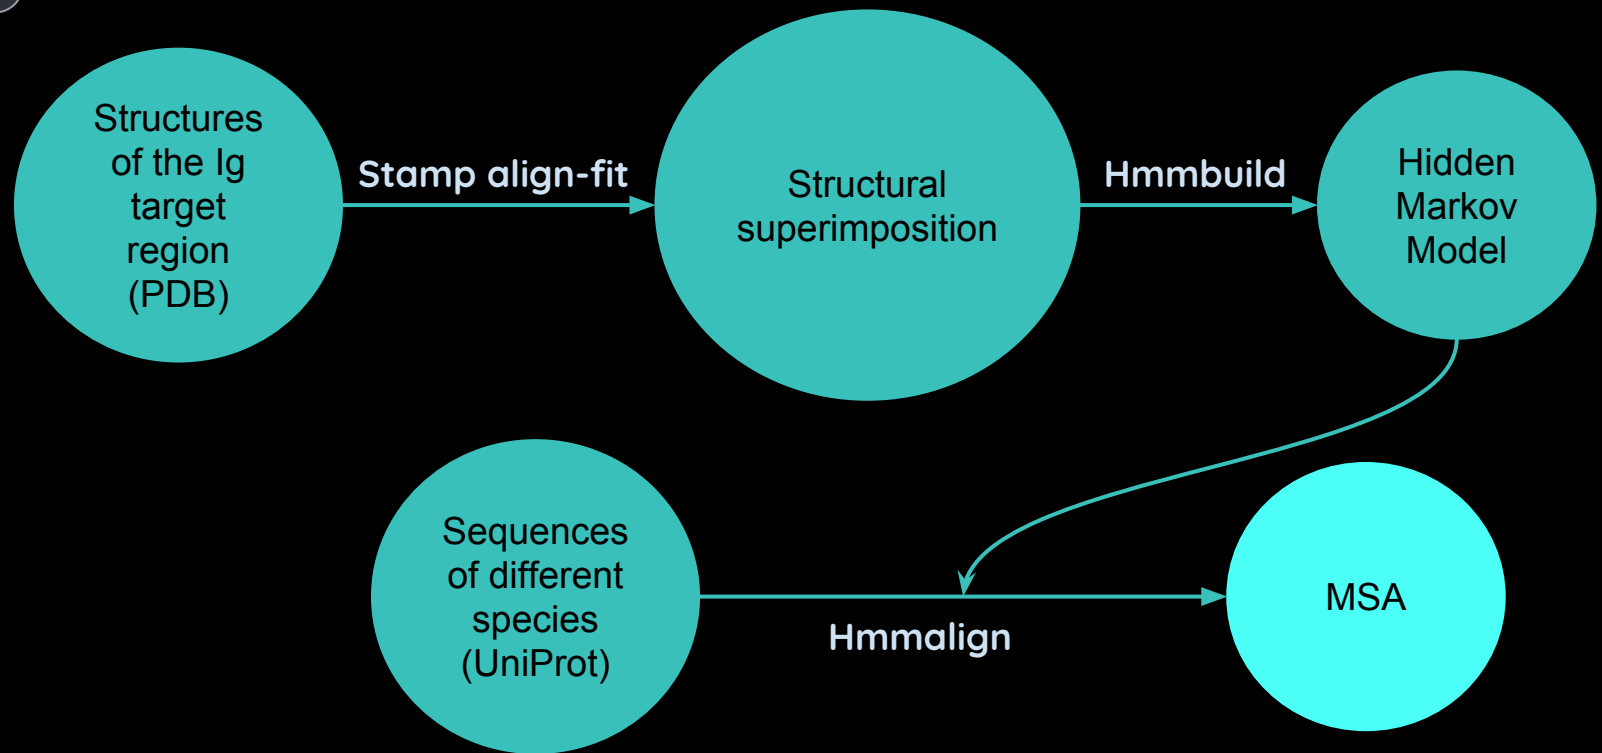 Structures
of the Ig
target
region
(PDB)
Stamp align-fit
Structural
superimposition
Hmmbuild
Hidden
Markov
Model
Sequences
of different
species
(UniProt)
Hmmalign
MSA